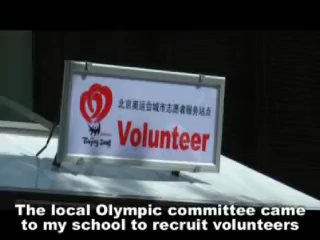 北京奥运会城市志愿者服务站点
Volunteer
Beijing 2008
The local Olympic committee came
to my school to recruit volunteers